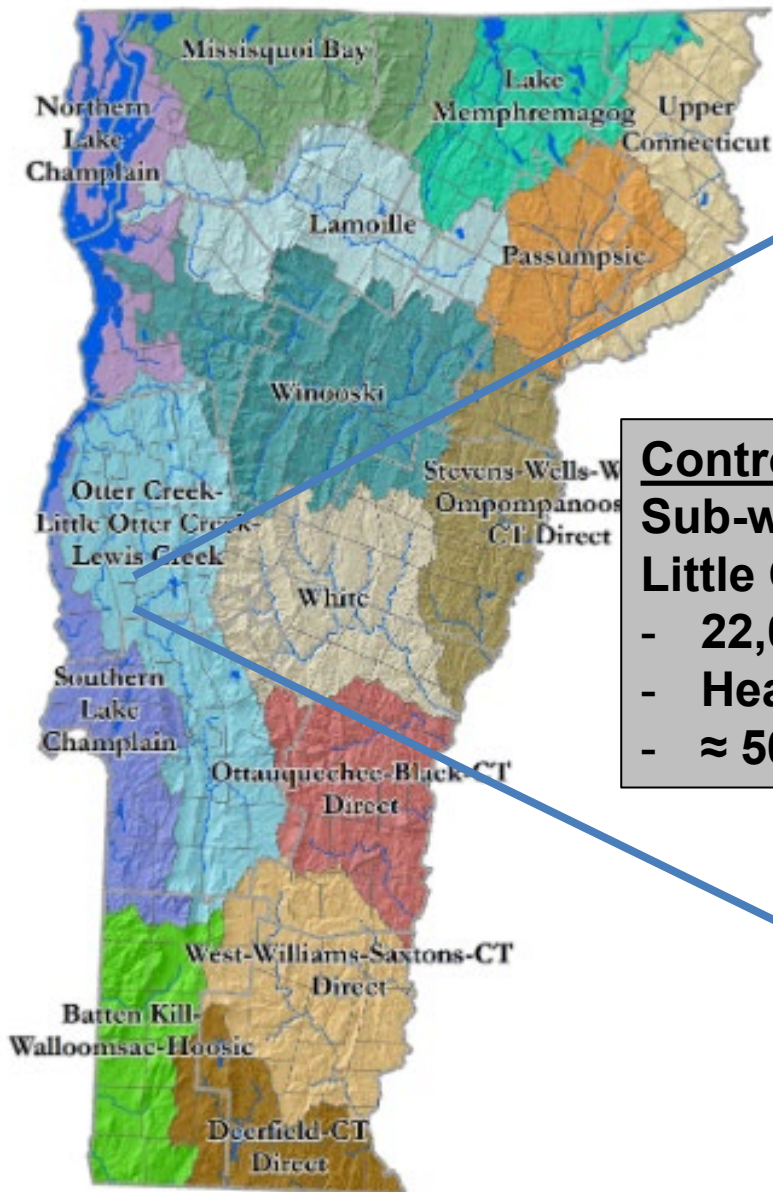 Missisquoi Bay
Lake
Memphremagog
Upper
Connecticut
Northern
Lake
Champlain
Lamoille
Passumpsic
Winooski
Stevens-Wells-W
Ompompanoos
CT Direct
Otter Creek-
Little Otter Creek-
Lewis Creek
White
Southern
Lake
Champlain
Ottauquechee-Black-CT
Direct
West-Williams-Saxtons-CT
Direct
Batten Kill-
Walloomsac-Hoosic
Deerfield-CT
Direct
Contro
Sub-w
Little
- 22,
- Hea
- ≈ 50